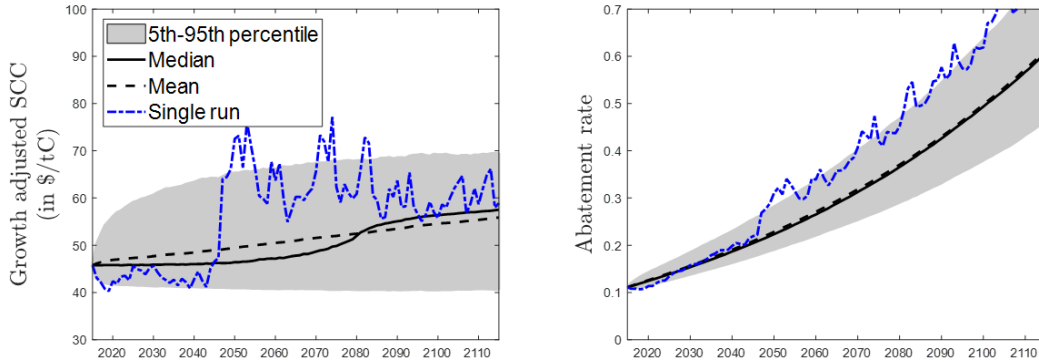 Growth adjusted SCC
(in $/tC)
100
90
80
70
60
50
40
30
5th-95th percentile
Median
Mean
Single run
2020 2030 2040 2050 2060 2070 2080 2090 2100 2110
Abatement rate
0.7
0.6
0.5
0.4
0.3
0.2
0.1
0
2020 2030 2040 2050 2060 2070 2080 2090 2100 2110